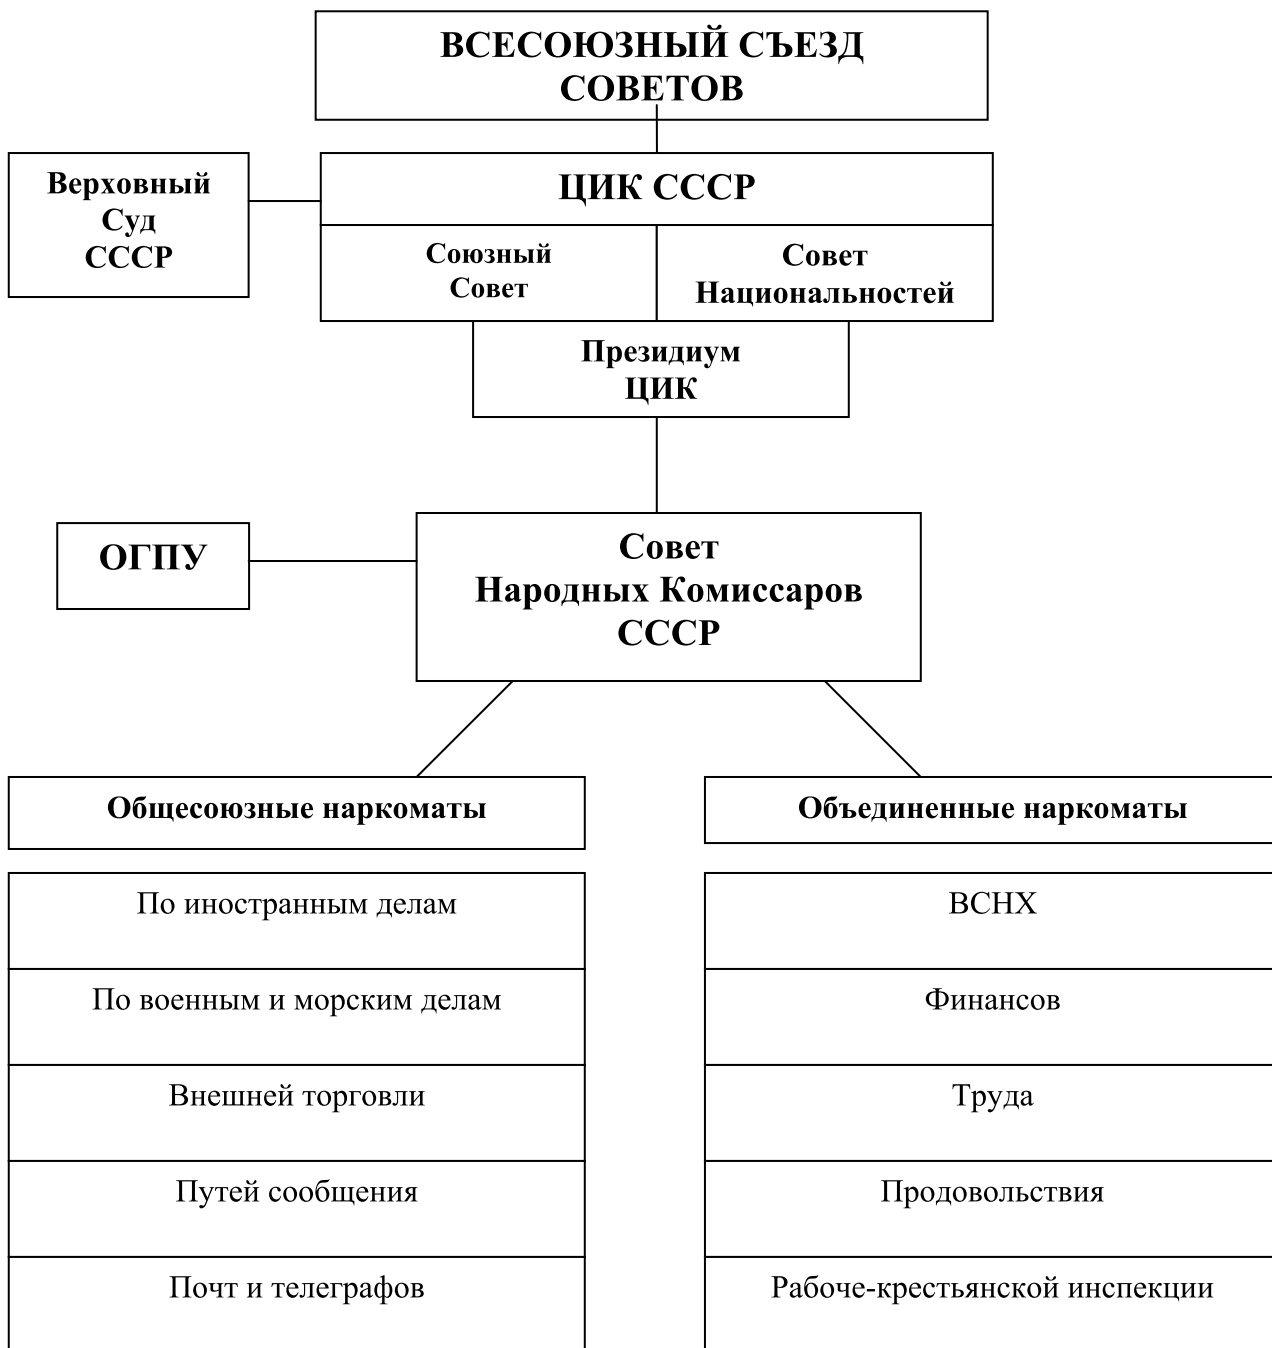 ВСЕСОЮЗНЫЙ СЪЕЗД
СОВЕТОВ
Верховный
Суд
СССР
ЦИК СССР
Союзный
Совет
Совет
Национальностей
Президиум
ЦИК
ОГПУ
Совет
Народных Комиссаров
СССР
Общесоюзные наркоматы
По иностранным делам
По военным и морским делам
Внешней торговли
Путей сообщения
Почт и телеграфов
Объединенные наркоматы
ВСНХ
Финансов
Труда
Продовольствия
Рабоче-крестьянской инспекции